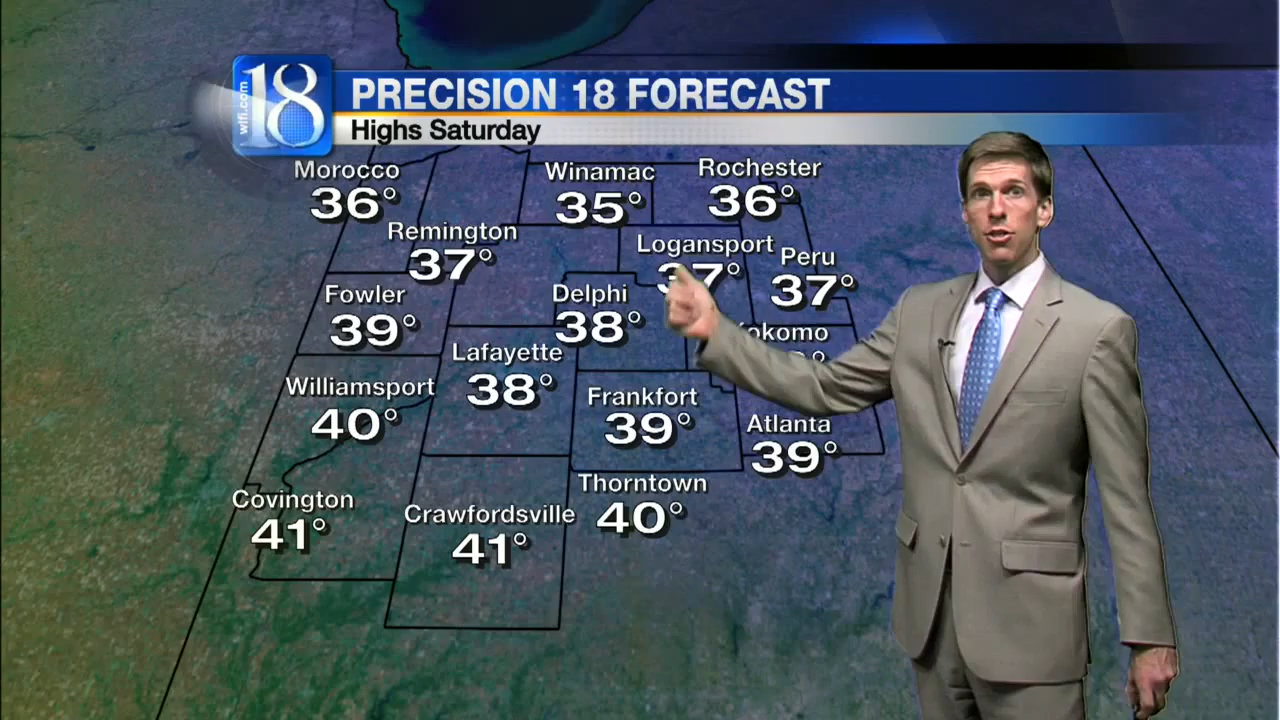 wlfi.com
18
PRECISION 18 FORECAST
Highs Saturday
Morocco
36°
Winamac
35°
Rochester
36°
Remington
37°
Logansport
37°
Peru
37°
Fowler
39°
Delphi
38°
Lafayette
38°
Williamsport
40°
Frankfort
39°
Atlanta
39°
Covington
41°
Crawfordsville
41°
Thorntown
40°